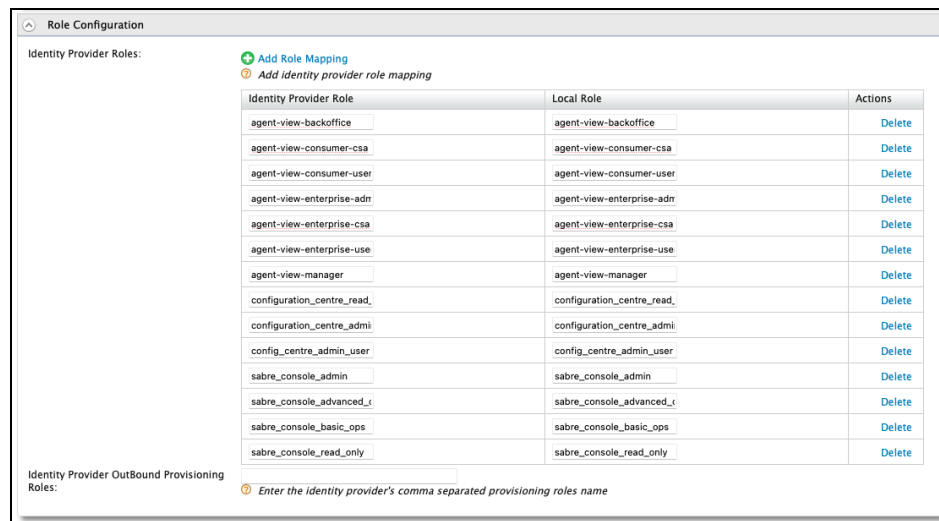 Role Configuration
Identity Provider Roles:
Add Role Mapping
Add identity provider role mapping
Identity Provider Role Local Role Actions
agent-view-backoffice agent-view-backoffice Delete
agent-view-consumer-csa agent-view-consumer-csa Delete
agent-view-consumer-user agent-view-consumer-user Delete
agent-view-enterprise-adm agent-view-enterprise-adm Delete
agent-view-enterprise-csa agent-view-enterprise-csa Delete
agent-view-enterprise-use agent-view-enterprise-use Delete
agent-view-manager agent-view-manager Delete
configuration_centre_read_ configuration_centre_read_ Delete
configuration_centre_admi configuration_centre_admi Delete
config_centre_admin_user config_centre_admin_user Delete
sabre_console_admin sabre_console_admin Delete
sabre_console_advanced_o sabre_console_advanced_o Delete
sabre_console_basic_ops sabre_console_basic_ops Delete
sabre_console_read_only sabre_console_read_only Delete
Identity Provider OutBound Provisioning
Roles:
Enter the identity provider's comma separated provisioning roles name